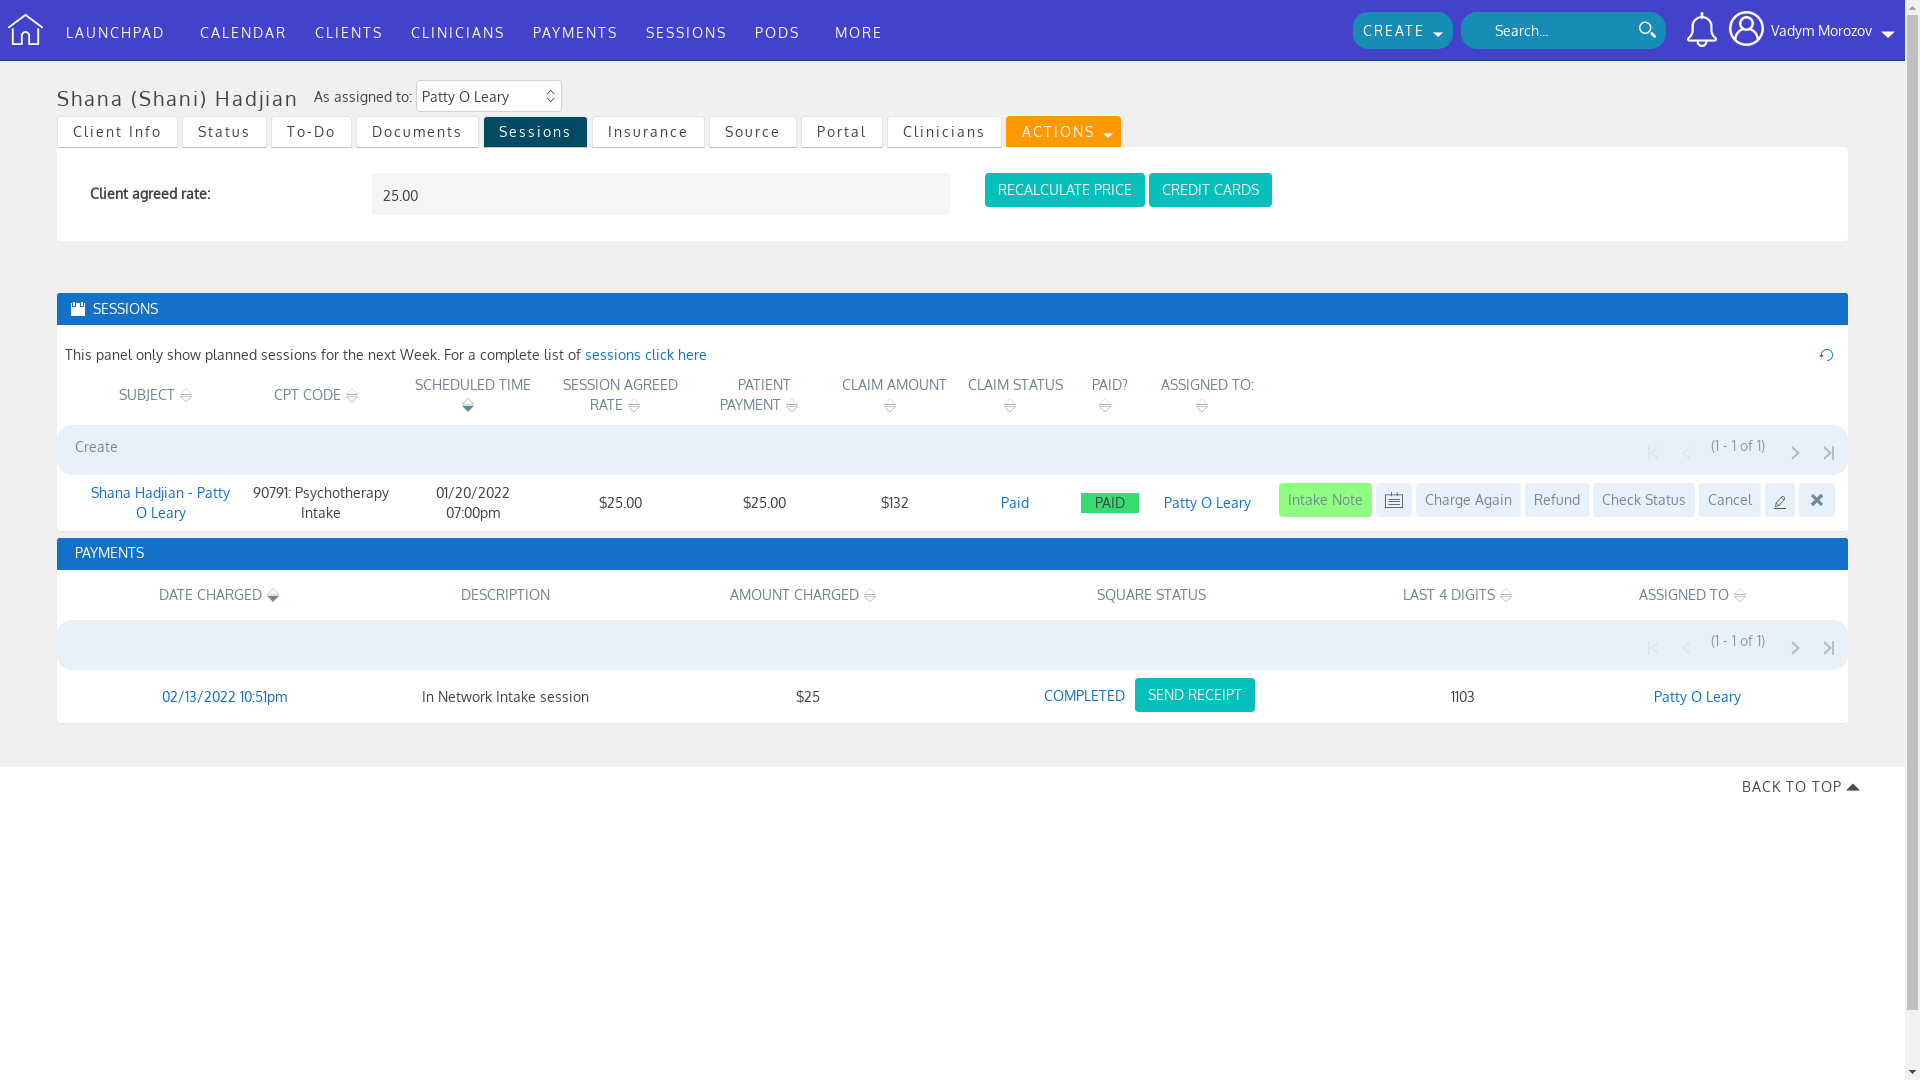 LAUNCHPAD CALENDAR CLIENTS CLINICIANS PAYMENTS SESSIONS PODS MORE CREATE Search... Vadym Morozov
Shana (Shani) Hadjian As assigned to: Patty O Leary
Client Info Status To-Do Documents Sessions Insurance Source Portal Clinicians ACTIONS
Client agreed rate: 25.00 RECALCULATE PRICE CREDIT CARDS
SESSIONS
This panel only show planned sessions for the next Week. For a complete list of sessions click here
SUBJECT CPT CODE SCHEDULED TIME SESSION AGREED RATE PATIENT PAYMENT CLAIM AMOUNT CLAIM STATUS PAID? ASSIGNED TO:
Create (1 - 1 of 1)
Shana Hadjian - Patty O Leary 90791: Psychotherapy Intake 01/20/2022 07:00pm $25.00 $25.00 $132 Paid PAID Patty O Leary Intake Note Charge Again Refund Check Status Cancel
PAYMENTS
DATE CHARGED DESCRIPTION AMOUNT CHARGED SQUARE STATUS LAST 4 DIGITS ASSIGNED TO
(1 - 1 of 1)
02/13/2022 10:51pm In Network Intake session $25 COMPLETED SEND RECEIPT 1103 Patty O Leary
BACK TO TOP